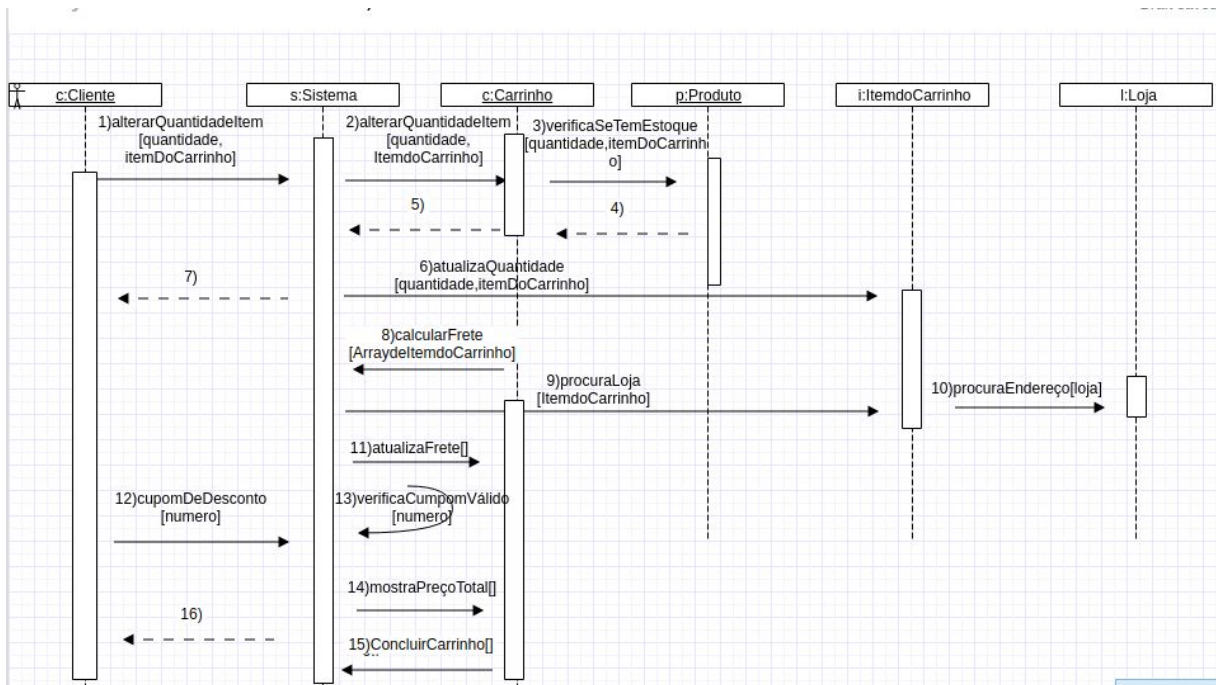 c:Cliente
s:Sistema
c:Carrinho
p:Produto
i:ItemdoCarrinho
l:Loja
1)alterarQuantidadeItem
[quantidade,
itemDoCarrinho]
2)alterarQuantidadeItem
[quantidade,
ItemdoCarrinho]
3)verificaSeTemEstoque
[quantidade,itemDoCarrinh
o]
5)
4)
6)atualizaQuantidade
[quantidade,itemDoCarrinho]
7)
8)calcularFrete
[ArraydeItemdoCarrinho]
9)procuraLoja
[ItemdoCarrinho]
10)procuraEndereço[loja]
11)atualizaFrete[]
12)cupomDeDesconto
[numero]
13)verificaCumpomVálido
[numero]
14)mostraPreçoTotal[]
16)
15)ConcluirCarrinho[]